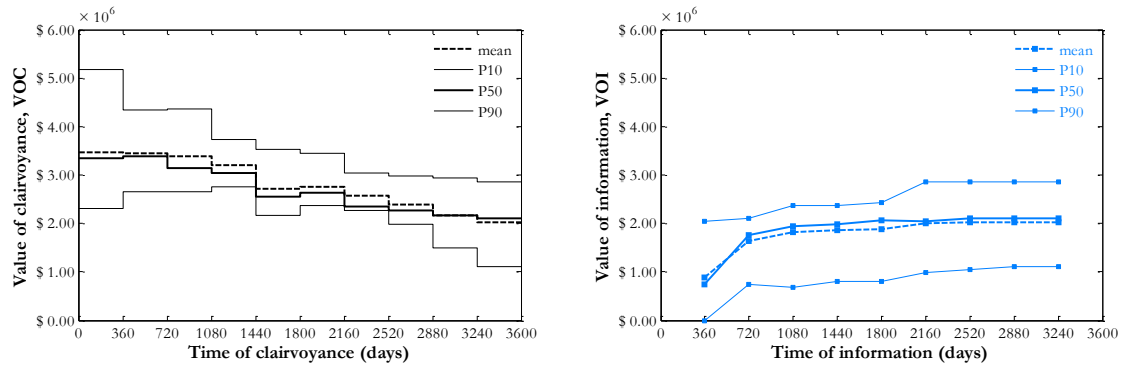 × 10^6
$ 6.00
$ 5.00
$ 4.00
$ 3.00
$ 2.00
$ 1.00
$ 0.00
Value of clairvoyance, VOC
mean
P10
P50
P90
0 360 720 1080 1440 1800 2160 2520 2880 3240 3600
Time of clairvoyance (days)
× 10^6
$ 6.00
$ 5.00
$ 4.00
$ 3.00
$ 2.00
$ 1.00
$ 0.00
Value of information, VOI
mean
P10
P50
P90
0 360 720 1080 1440 1800 2160 2520 2880 3240 3600
Time of information (days)